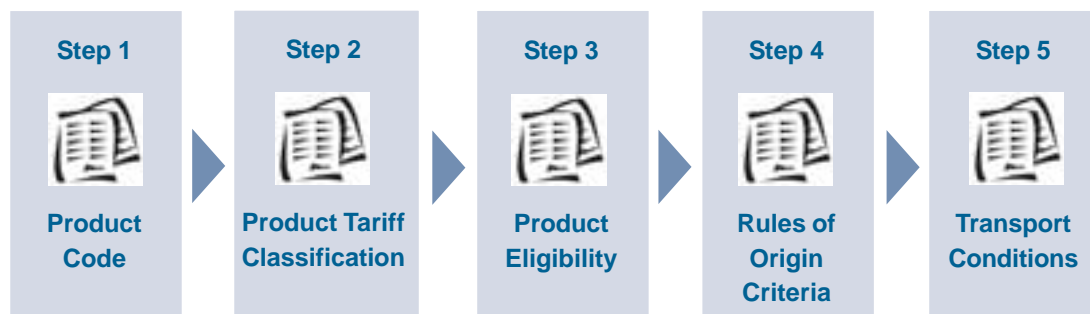 Step 1
Product
Code
Step 2
Product Tariff
Classification
Step 3
Product
Eligibility
Step 4
Rules of
Origin
Criteria
Step 5
Transport
Conditions